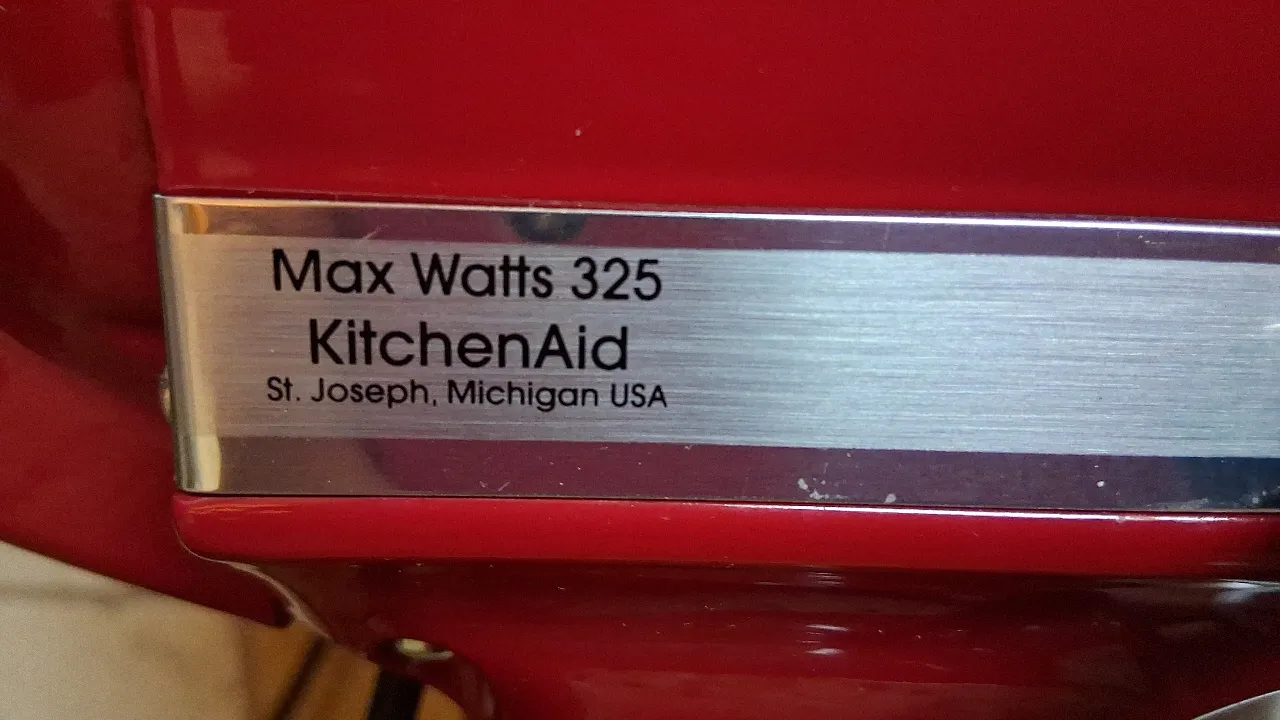 Max Watts 325
KitchenAid
St. Joseph, Michigan USA